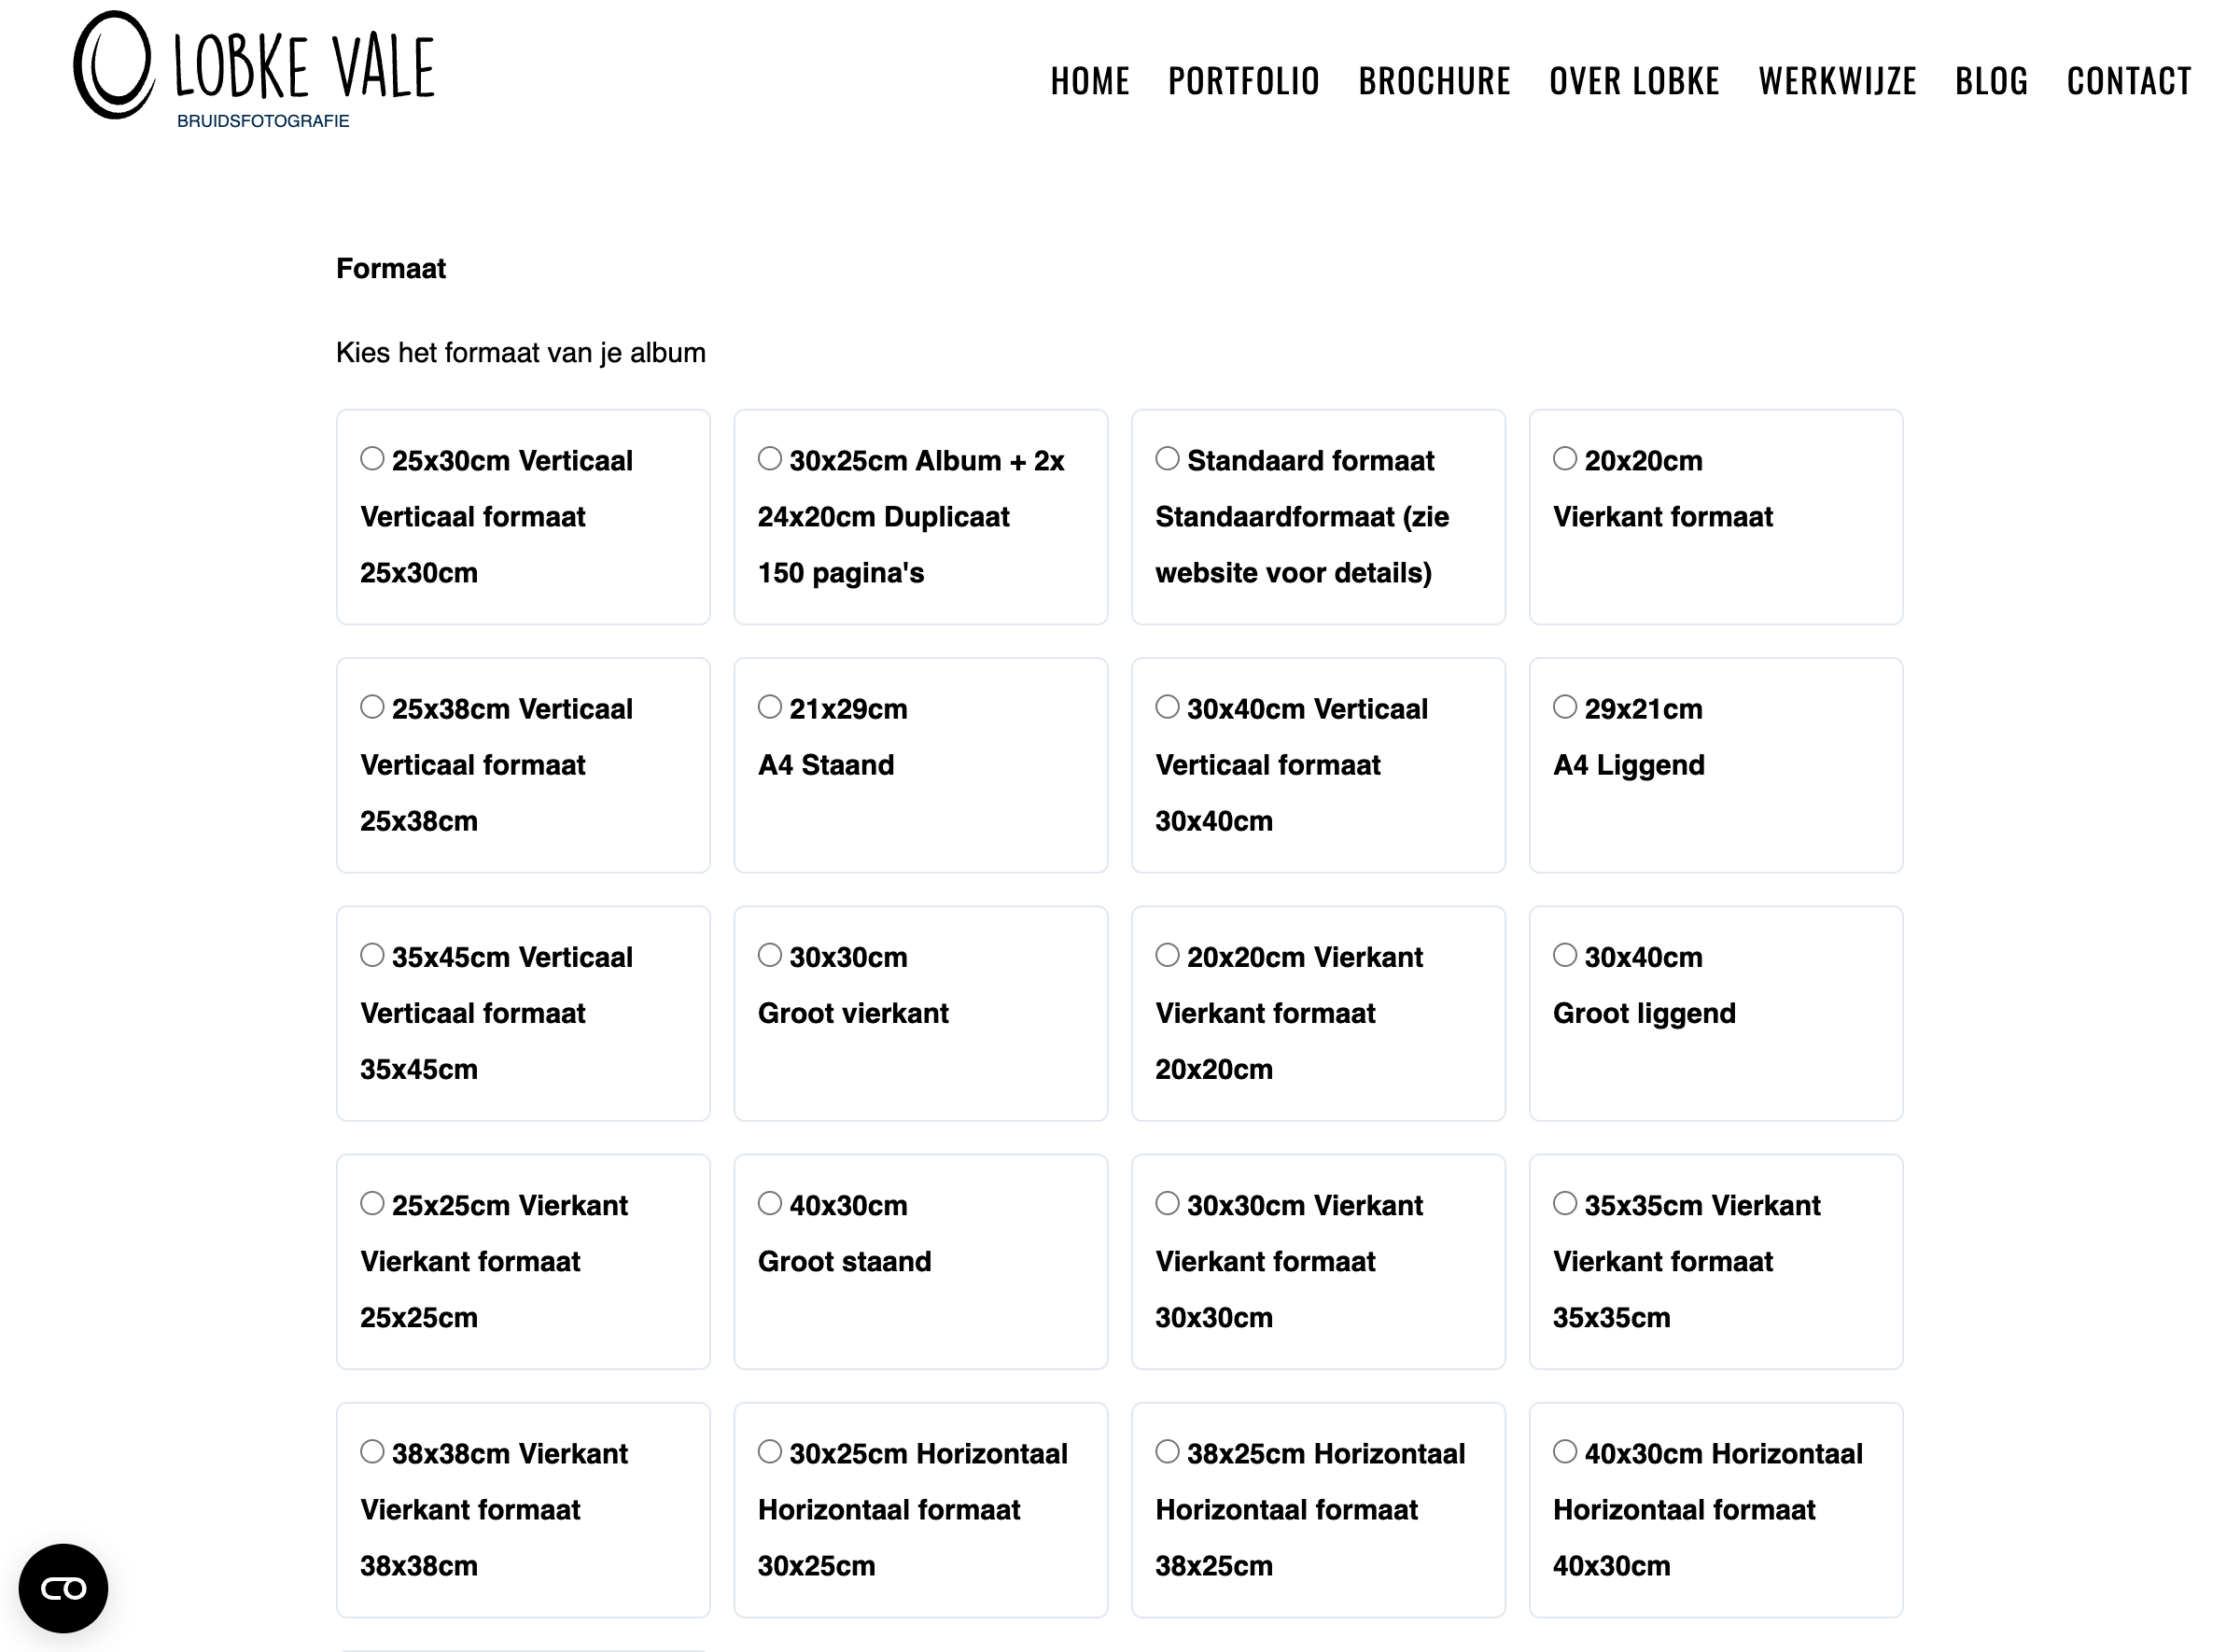 LOBKE VALE
BRUIDSFOTOGRAFIE
HOME PORTFOLIO BROCHURE OVER LOBKE WERKWIJZE BLOG CONTACT
Formaat
Kies het formaat van je album
25x30cm Verticaal
Verticaal formaat
25x30cm
30x25cm Album + 2x
24x20cm Duplicaat
150 pagina's
Standaard formaat
Standaardformaat (zie
website voor details)
20x20cm
Vierkant formaat
25x38cm Verticaal
Verticaal formaat
25x38cm
21x29cm
A4 Staand
30x40cm Verticaal
Verticaal formaat
30x40cm
29x21cm
A4 Liggend
35x45cm Verticaal
Verticaal formaat
35x45cm
30x30cm
Groot vierkant
20x20cm Vierkant
Vierkant formaat
20x20cm
30x40cm
Groot liggend
25x25cm Vierkant
Vierkant formaat
25x25cm
40x30cm
Groot staand
30x30cm Vierkant
Vierkant formaat
30x30cm
35x35cm Vierkant
Vierkant formaat
35x35cm
38x38cm Vierkant
Vierkant formaat
38x38cm
30x25cm Horizontaal
Horizontaal formaat
30x25cm
38x25cm Horizontaal
Horizontaal formaat
38x25cm
40x30cm Horizontaal
Horizontaal formaat
40x30cm